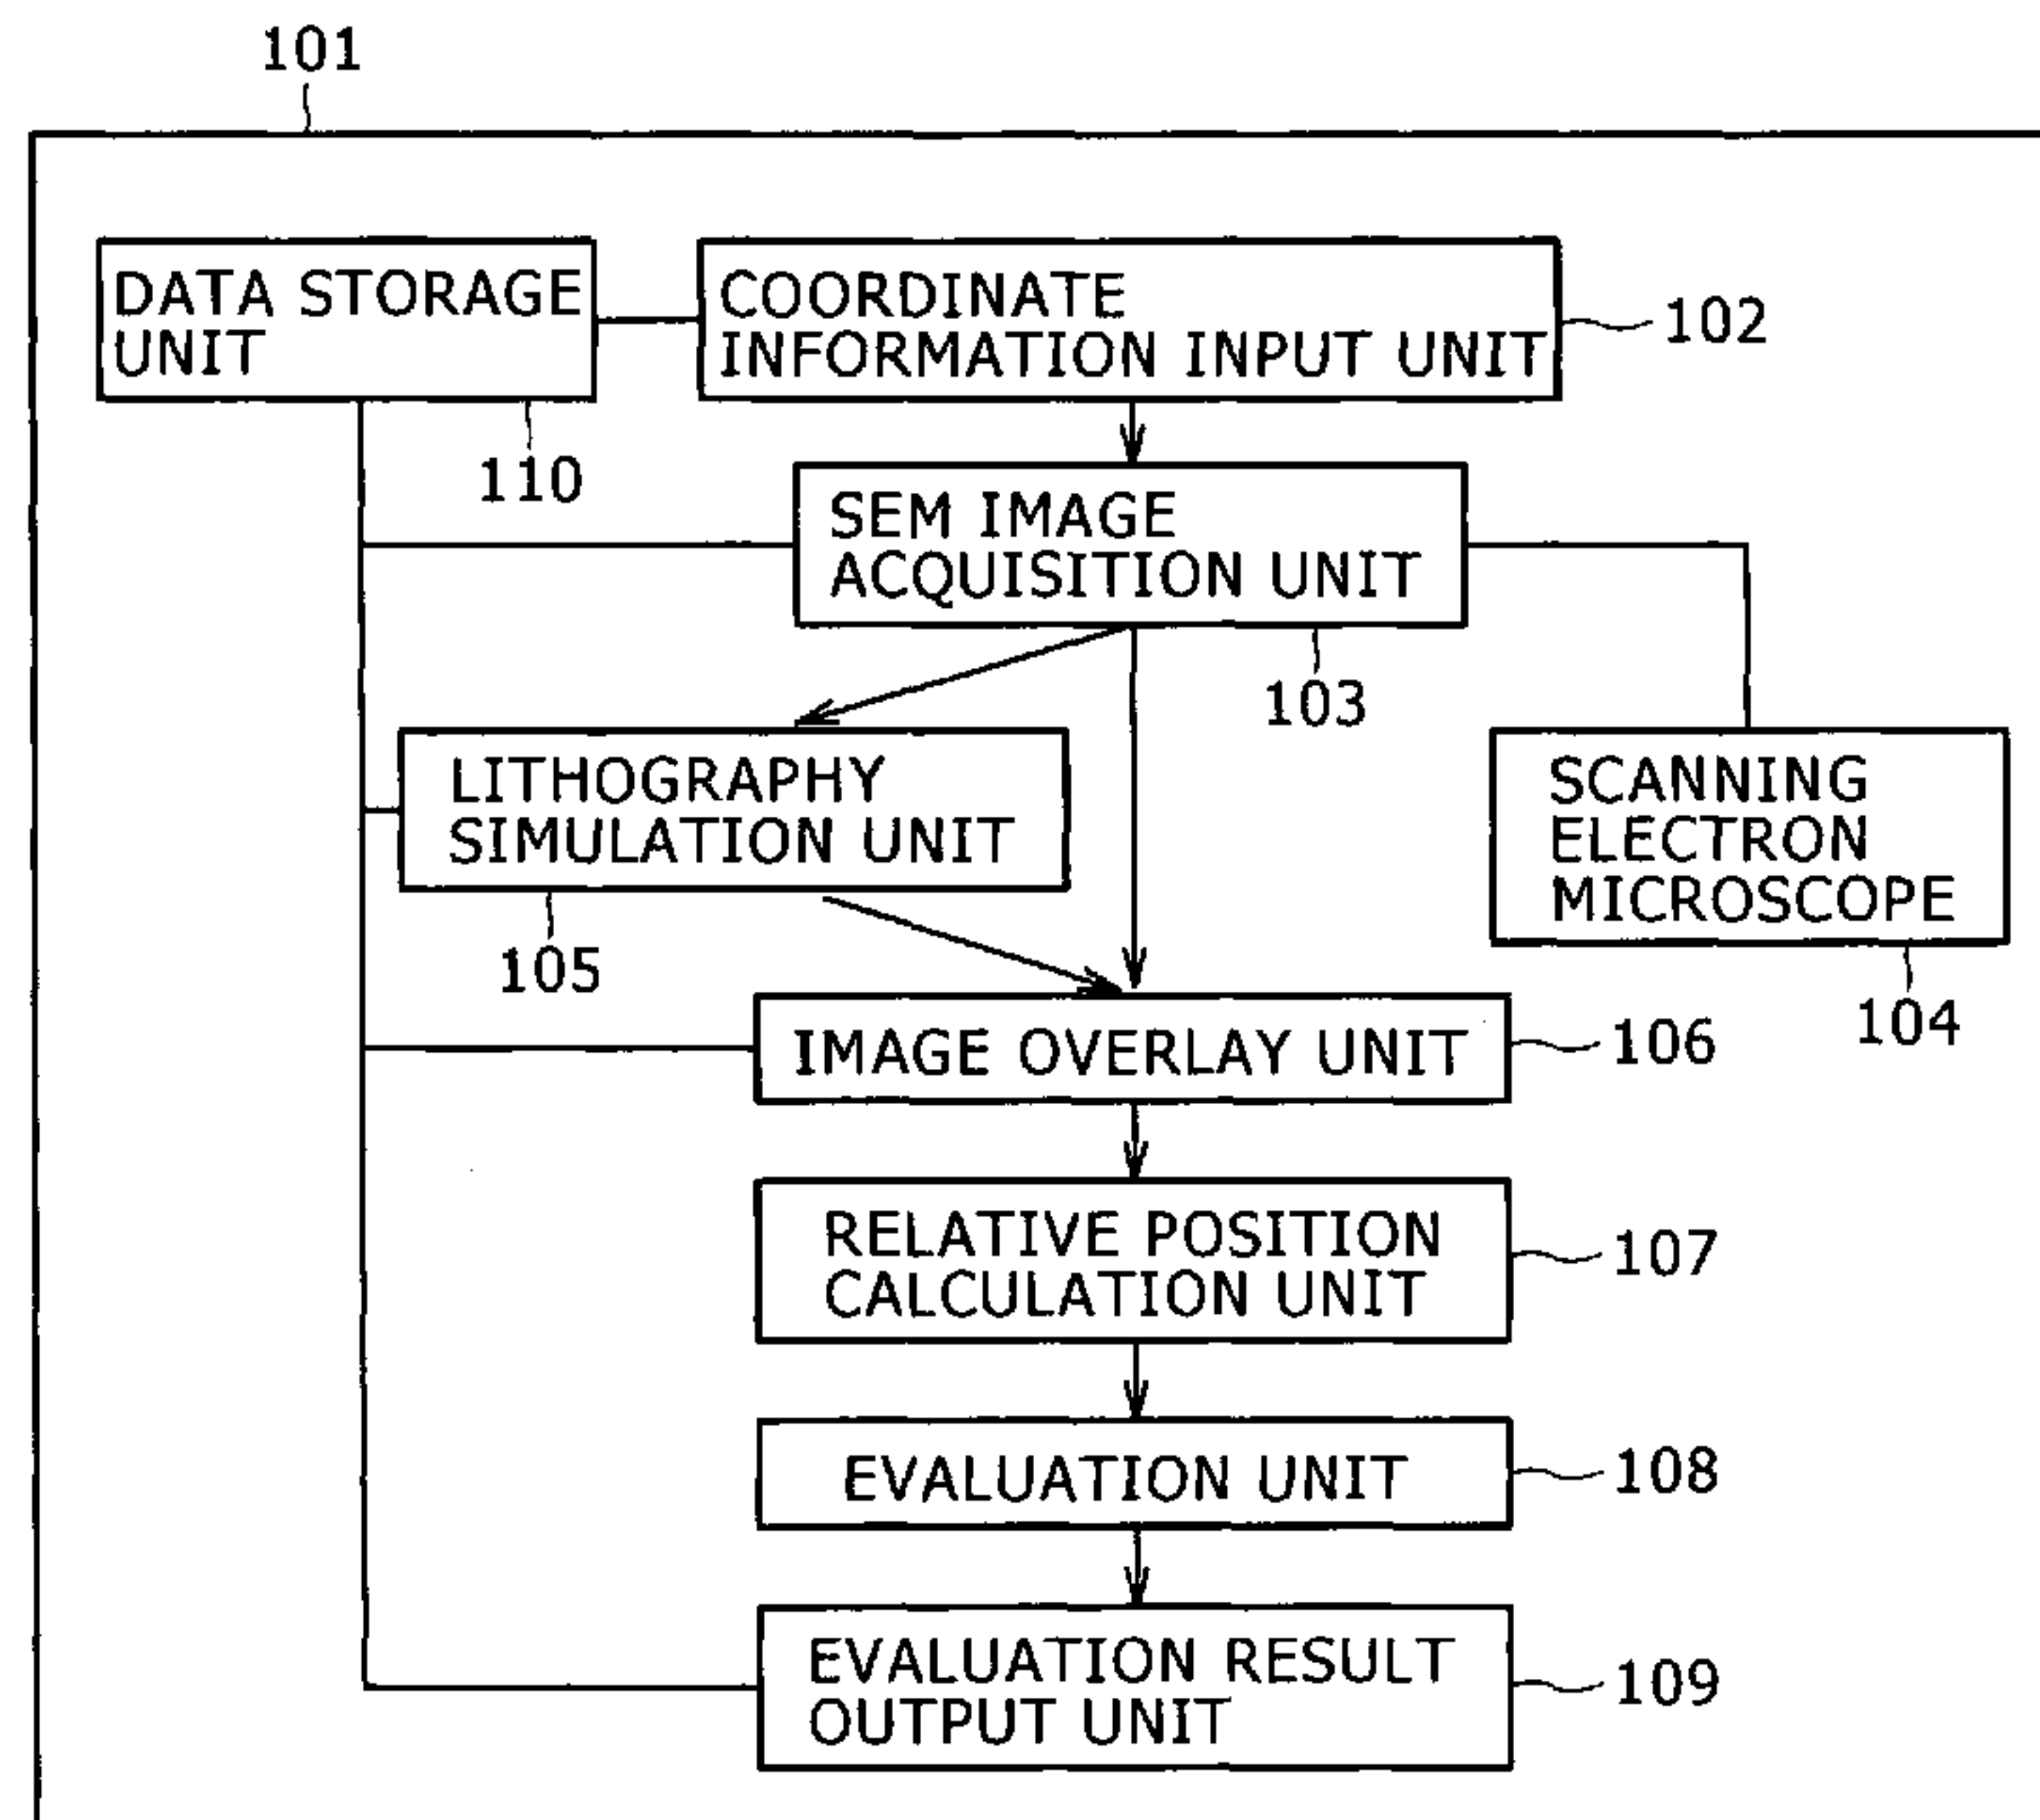 101
DATA STORAGE
UNIT
COORDINATE
INFORMATION INPUT UNIT
102
110
SEM IMAGE
ACQUISITION UNIT
103
LITHOGRAPHY
SIMULATION UNIT
SCANNING
ELECTRON
MICROSCOPE
105
104
IMAGE OVERLAY UNIT
106
RELATIVE POSITION
CALCULATION UNIT
107
EVALUATION UNIT
108
EVALUATION RESULT
OUTPUT UNIT
109